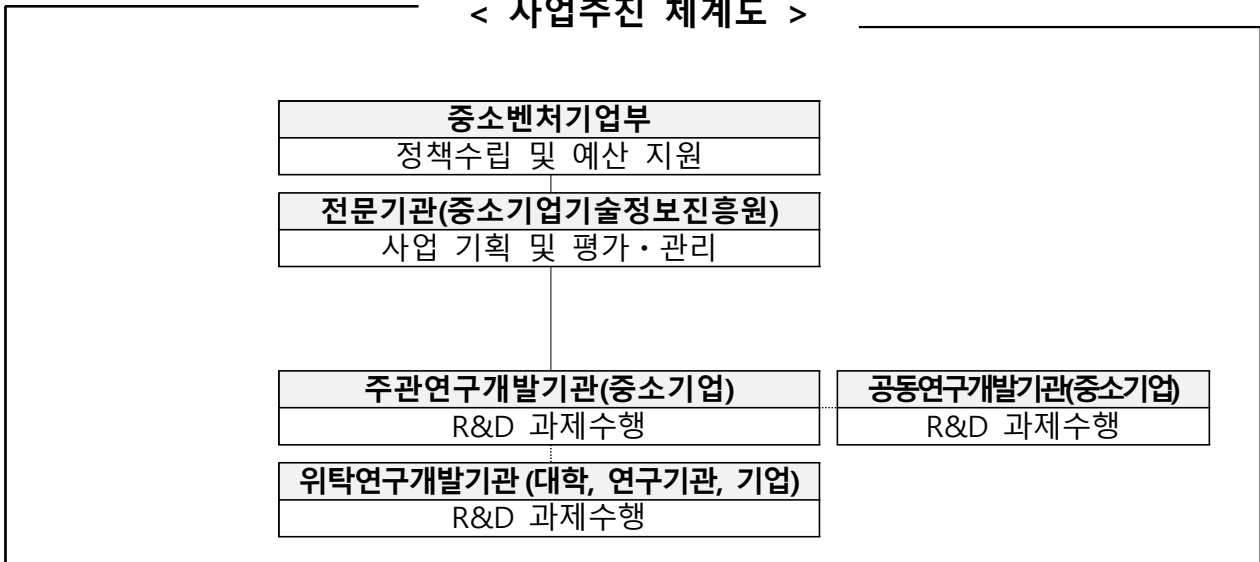 < 사업추진 체계도 >
중소벤처기업부
정책수립 및 예산 지원
전문기관(중소기업기술정보진흥원)
사업 기획 및 평가・관리
주관연구개발기관(중소기업)
R&D 과제수행
공동연구개발기관(중소기업)
R&D 과제수행
위탁연구개발기관 (대학, 연구기관, 기업)
R&D 과제수행